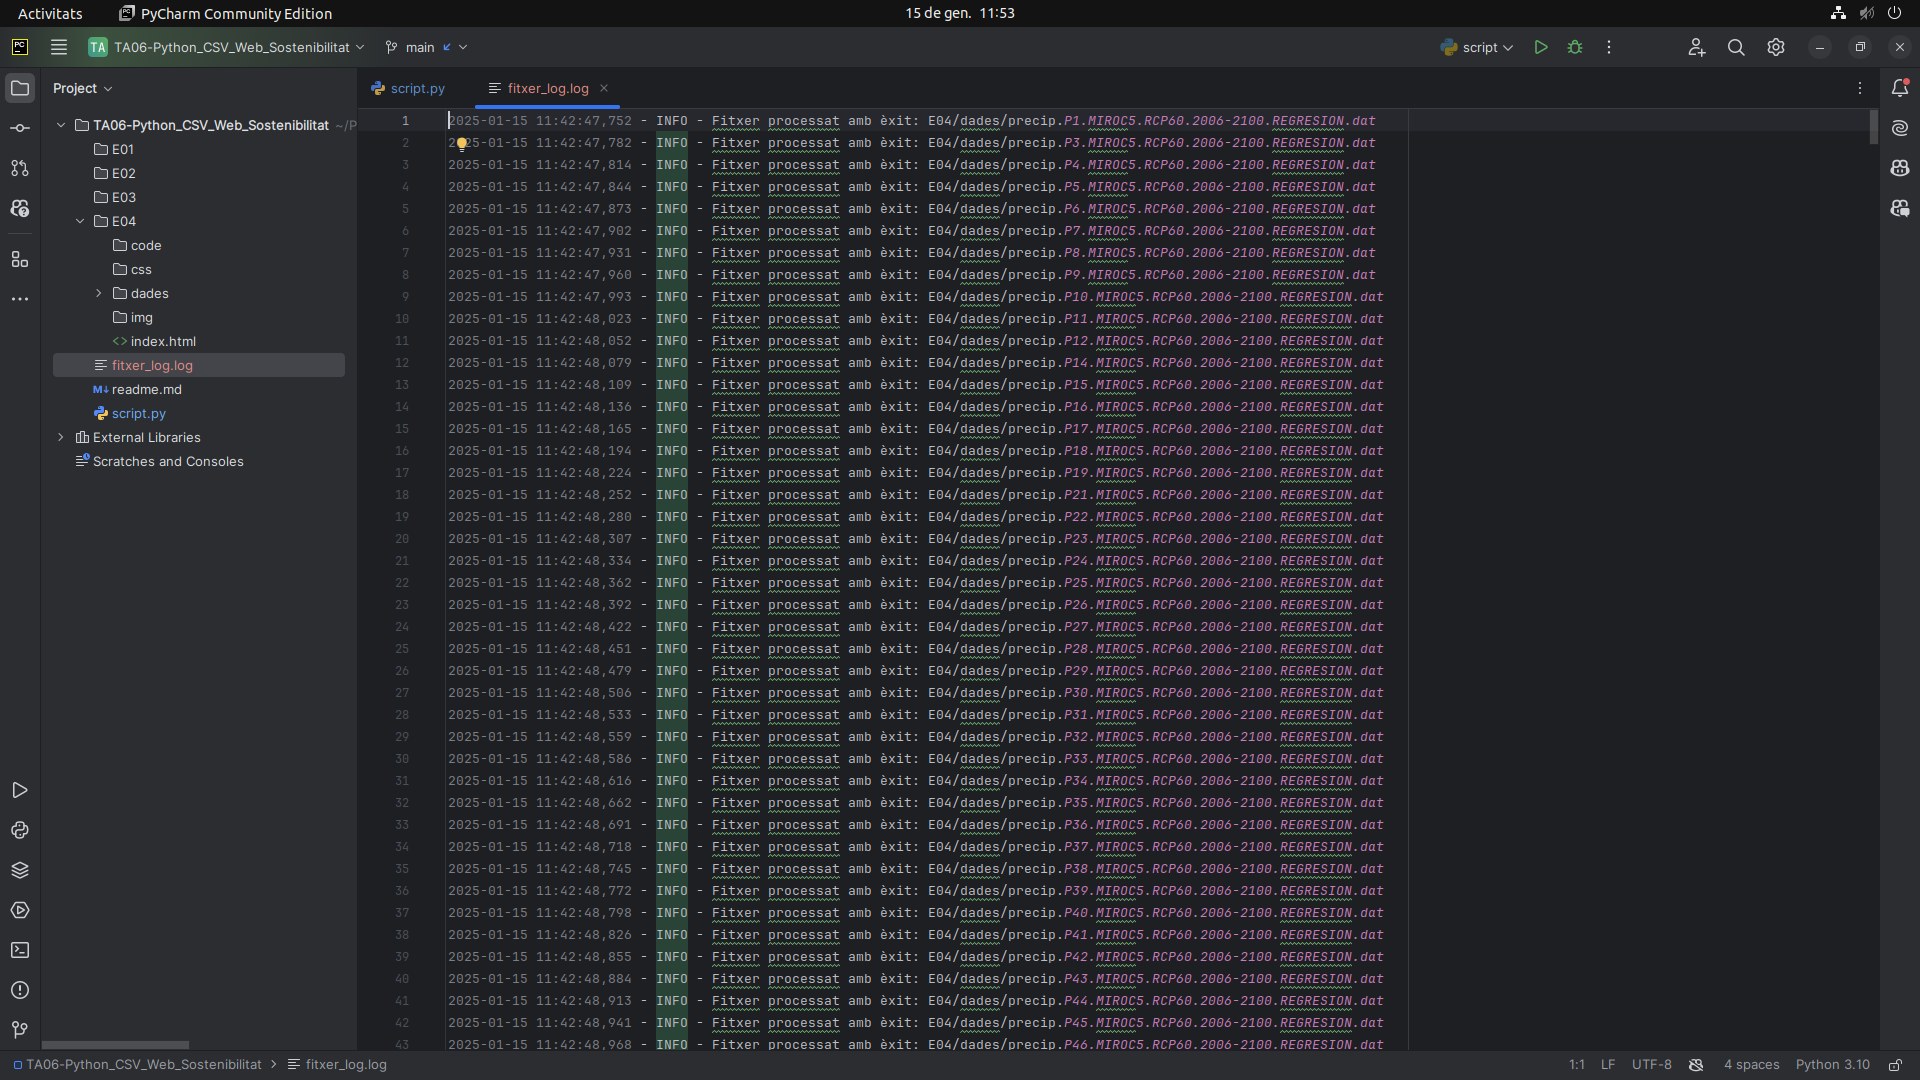 Activitats
PyCharm Community Edition
15 de gen. 11:53
PC
TA
TA06-Python_CSV_Web_Sostenibilitat
main
script
Project
script.py
fitxer_log.log
TA06-Python_CSV_Web_Sostenibilitat ~/P
E01
E02
E03
E04
code
css
dades
img
<> index.html
fitxer_log.log
M↓ readme.md
script.py
External Libraries
Scratches and Consoles
1 2025-01-15 11:42:47,752 - INFO - Fitxer processat amb èxit: E04/dades/precip.P1.MIROC5.RCP60.2006-2100.REGRESION.dat
2 2025-01-15 11:42:47,782 - INFO - Fitxer processat amb èxit: E04/dades/precip.P3.MIROC5.RCP60.2006-2100.REGRESION.dat
3 2025-01-15 11:42:47,814 - INFO - Fitxer processat amb èxit: E04/dades/precip.P4.MIROC5.RCP60.2006-2100.REGRESION.dat
4 2025-01-15 11:42:47,844 - INFO - Fitxer processat amb èxit: E04/dades/precip.P5.MIROC5.RCP60.2006-2100.REGRESION.dat
5 2025-01-15 11:42:47,873 - INFO - Fitxer processat amb èxit: E04/dades/precip.P6.MIROC5.RCP60.2006-2100.REGRESION.dat
6 2025-01-15 11:42:47,902 - INFO - Fitxer processat amb èxit: E04/dades/precip.P7.MIROC5.RCP60.2006-2100.REGRESION.dat
7 2025-01-15 11:42:47,931 - INFO - Fitxer processat amb èxit: E04/dades/precip.P8.MIROC5.RCP60.2006-2100.REGRESION.dat
8 2025-01-15 11:42:47,960 - INFO - Fitxer processat amb èxit: E04/dades/precip.P9.MIROC5.RCP60.2006-2100.REGRESION.dat
9 2025-01-15 11:42:47,993 - INFO - Fitxer processat amb èxit: E04/dades/precip.P10.MIROC5.RCP60.2006-2100.REGRESION.dat
10 2025-01-15 11:42:48,023 - INFO - Fitxer processat amb èxit: E04/dades/precip.P11.MIROC5.RCP60.2006-2100.REGRESION.dat
11 2025-01-15 11:42:48,052 - INFO - Fitxer processat amb èxit: E04/dades/precip.P12.MIROC5.RCP60.2006-2100.REGRESION.dat
12 2025-01-15 11:42:48,079 - INFO - Fitxer processat amb èxit: E04/dades/precip.P14.MIROC5.RCP60.2006-2100.REGRESION.dat
13 2025-01-15 11:42:48,109 - INFO - Fitxer processat amb èxit: E04/dades/precip.P15.MIROC5.RCP60.2006-2100.REGRESION.dat
14 2025-01-15 11:42:48,136 - INFO - Fitxer processat amb èxit: E04/dades/precip.P16.MIROC5.RCP60.2006-2100.REGRESION.dat
15 2025-01-15 11:42:48,165 - INFO - Fitxer processat amb èxit: E04/dades/precip.P17.MIROC5.RCP60.2006-2100.REGRESION.dat
16 2025-01-15 11:42:48,194 - INFO - Fitxer processat amb èxit: E04/dades/precip.P18.MIROC5.RCP60.2006-2100.REGRESION.dat
17 2025-01-15 11:42:48,224 - INFO - Fitxer processat amb èxit: E04/dades/precip.P19.MIROC5.RCP60.2006-2100.REGRESION.dat
18 2025-01-15 11:42:48,252 - INFO - Fitxer processat amb èxit: E04/dades/precip.P21.MIROC5.RCP60.2006-2100.REGRESION.dat
19 2025-01-15 11:42:48,280 - INFO - Fitxer processat amb èxit: E04/dades/precip.P22.MIROC5.RCP60.2006-2100.REGRESION.dat
20 2025-01-15 11:42:48,307 - INFO - Fitxer processat amb èxit: E04/dades/precip.P23.MIROC5.RCP60.2006-2100.REGRESION.dat
21 2025-01-15 11:42:48,334 - INFO - Fitxer processat amb èxit: E04/dades/precip.P24.MIROC5.RCP60.2006-2100.REGRESION.dat
22 2025-01-15 11:42:48,362 - INFO - Fitxer processat amb èxit: E04/dades/precip.P25.MIROC5.RCP60.2006-2100.REGRESION.dat
23 2025-01-15 11:42:48,392 - INFO - Fitxer processat amb èxit: E04/dades/precip.P26.MIROC5.RCP60.2006-2100.REGRESION.dat
24 2025-01-15 11:42:48,422 - INFO - Fitxer processat amb èxit: E04/dades/precip.P27.MIROC5.RCP60.2006-2100.REGRESION.dat
25 2025-01-15 11:42:48,451 - INFO - Fitxer processat amb èxit: E04/dades/precip.P28.MIROC5.RCP60.2006-2100.REGRESION.dat
26 2025-01-15 11:42:48,479 - INFO - Fitxer processat amb èxit: E04/dades/precip.P29.MIROC5.RCP60.2006-2100.REGRESION.dat
27 2025-01-15 11:42:48,506 - INFO - Fitxer processat amb èxit: E04/dades/precip.P30.MIROC5.RCP60.2006-2100.REGRESION.dat
28 2025-01-15 11:42:48,533 - INFO - Fitxer processat amb èxit: E04/dades/precip.P31.MIROC5.RCP60.2006-2100.REGRESION.dat
29 2025-01-15 11:42:48,559 - INFO - Fitxer processat amb èxit: E04/dades/precip.P32.MIROC5.RCP60.2006-2100.REGRESION.dat
30 2025-01-15 11:42:48,586 - INFO - Fitxer processat amb èxit: E04/dades/precip.P33.MIROC5.RCP60.2006-2100.REGRESION.dat
31 2025-01-15 11:42:48,616 - INFO - Fitxer processat amb èxit: E04/dades/precip.P34.MIROC5.RCP60.2006-2100.REGRESION.dat
32 2025-01-15 11:42:48,662 - INFO - Fitxer processat amb èxit: E04/dades/precip.P35.MIROC5.RCP60.2006-2100.REGRESION.dat
33 2025-01-15 11:42:48,691 - INFO - Fitxer processat amb èxit: E04/dades/precip.P36.MIROC5.RCP60.2006-2100.REGRESION.dat
34 2025-01-15 11:42:48,718 - INFO - Fitxer processat amb èxit: E04/dades/precip.P37.MIROC5.RCP60.2006-2100.REGRESION.dat
35 2025-01-15 11:42:48,745 - INFO - Fitxer processat amb èxit: E04/dades/precip.P38.MIROC5.RCP60.2006-2100.REGRESION.dat
36 2025-01-15 11:42:48,772 - INFO - Fitxer processat amb èxit: E04/dades/precip.P39.MIROC5.RCP60.2006-2100.REGRESION.dat
37 2025-01-15 11:42:48,798 - INFO - Fitxer processat amb èxit: E04/dades/precip.P40.MIROC5.RCP60.2006-2100.REGRESION.dat
38 2025-01-15 11:42:48,826 - INFO - Fitxer processat amb èxit: E04/dades/precip.P41.MIROC5.RCP60.2006-2100.REGRESION.dat
39 2025-01-15 11:42:48,855 - INFO - Fitxer processat amb èxit: E04/dades/precip.P42.MIROC5.RCP60.2006-2100.REGRESION.dat
40 2025-01-15 11:42:48,884 - INFO - Fitxer processat amb èxit: E04/dades/precip.P43.MIROC5.RCP60.2006-2100.REGRESION.dat
41 2025-01-15 11:42:48,913 - INFO - Fitxer processat amb èxit: E04/dades/precip.P44.MIROC5.RCP60.2006-2100.REGRESION.dat
42 2025-01-15 11:42:48,941 - INFO - Fitxer processat amb èxit: E04/dades/precip.P45.MIROC5.RCP60.2006-2100.REGRESION.dat
43 2025-01-15 11:42:48,968 - INFO - Fitxer processat amb èxit: E04/dades/precip.P46.MIROC5.RCP60.2006-2100.REGRESION.dat
TA06-Python_CSV_Web_Sostenibilitat > fitxer_log.log
1:1 LF UTF-8 4 spaces Python 3.10